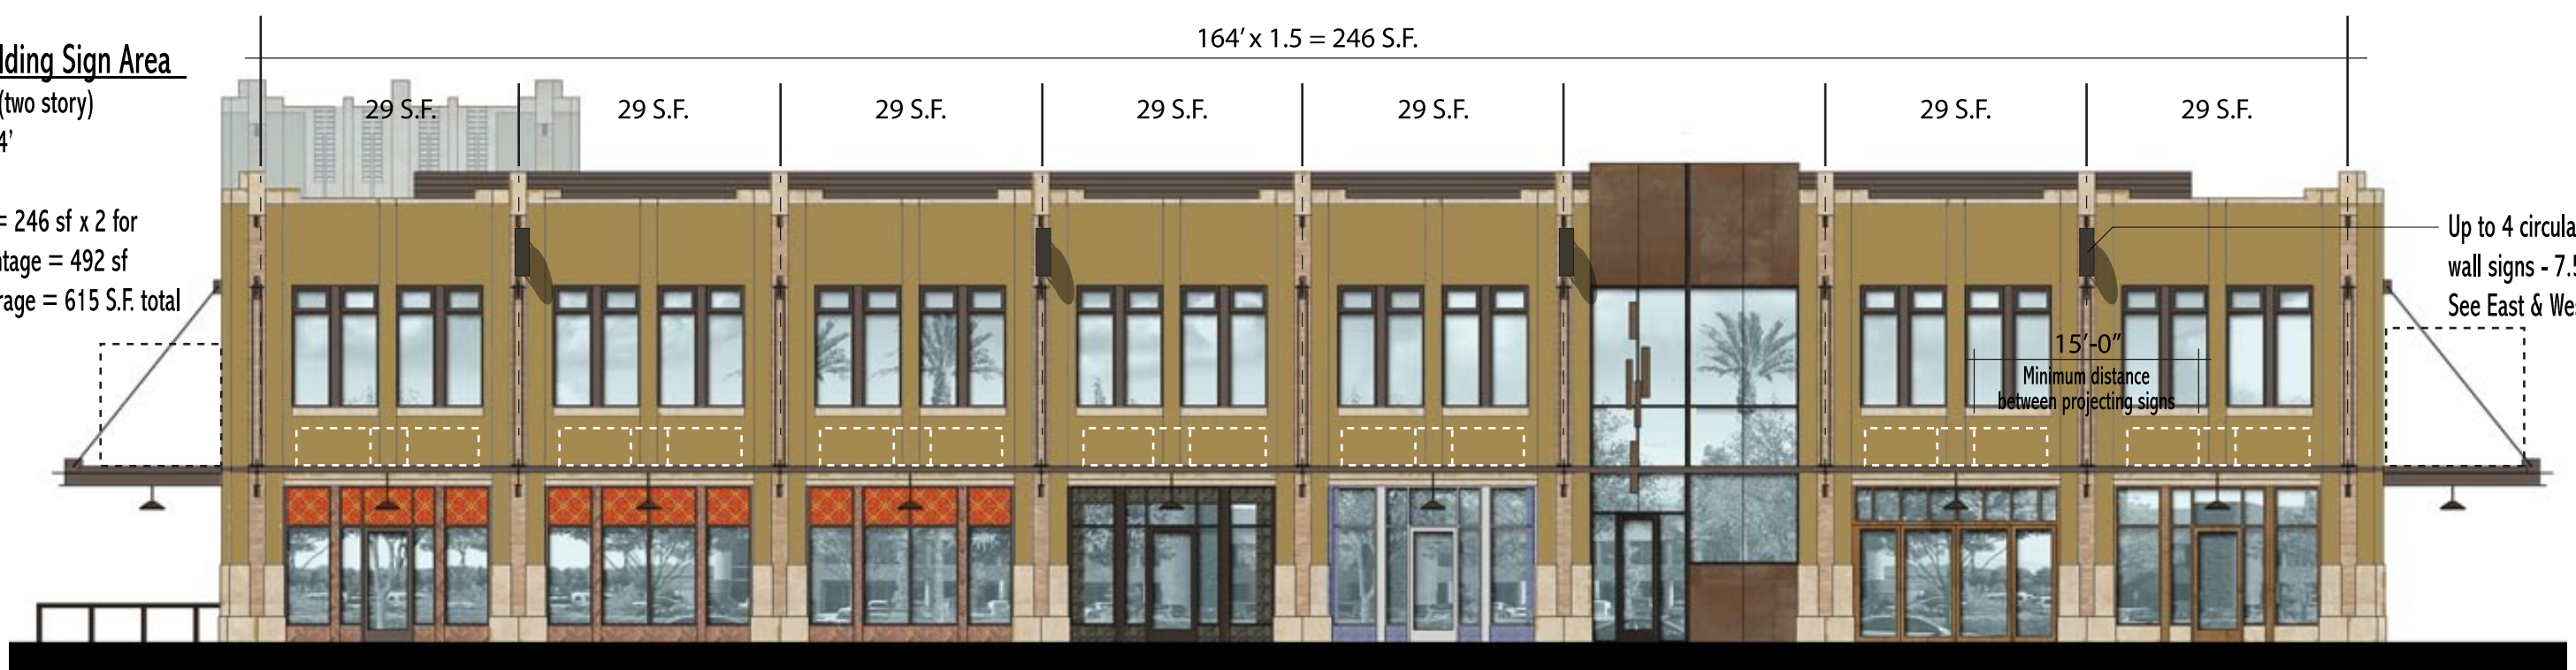 164' x 1.5 = 246 S.F.
lding Sign Area
(two story)
4'
= 246 sf x 2 for
ntage = 492 sf
rage = 615 S.F. total
29 S.F.
29 S.F.
29 S.F.
29 S.F.
29 S.F.
29 S.F.
29 S.F.
Up to 4 circula
wall signs - 7.5
See East & We
15'-0"
Minimum distance
between projecting signs